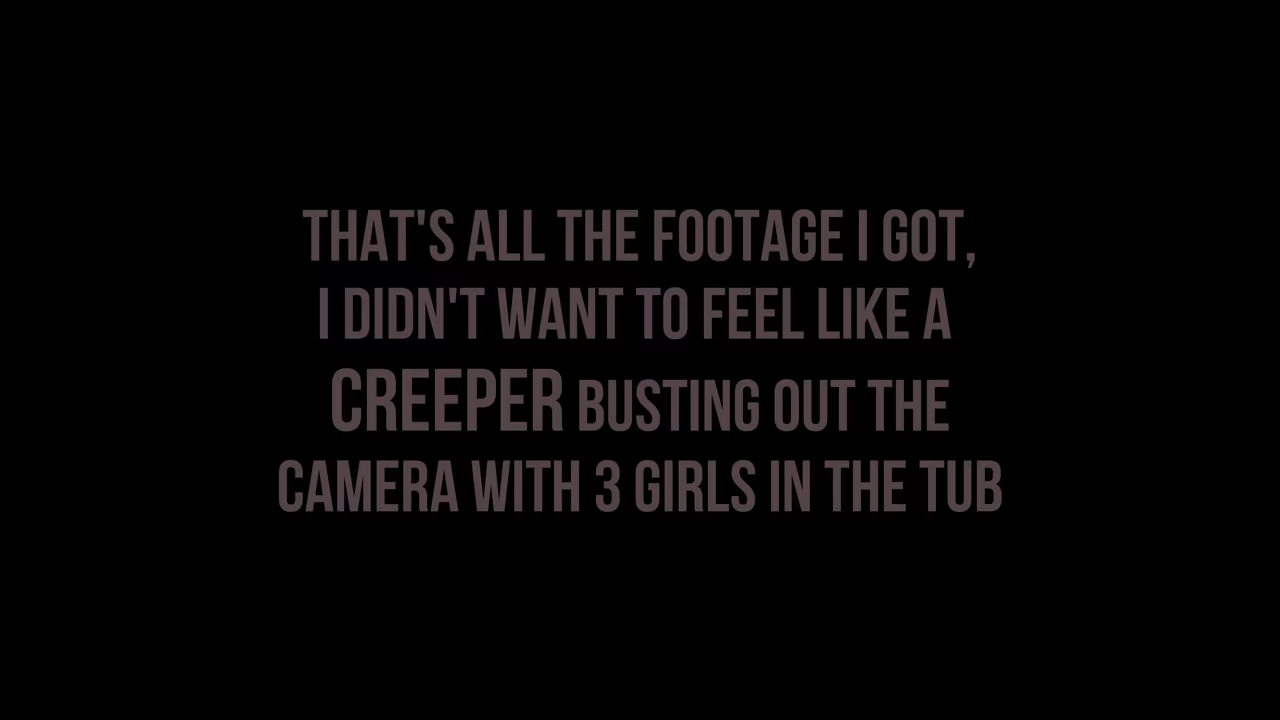 THAT'S ALL THE FOOTAGE I GOT,
I DIDN'T WANT TO FEEL LIKE A
CREEPER BUSTING OUT THE
CAMERA WITH 3 GIRLS IN THE TUB